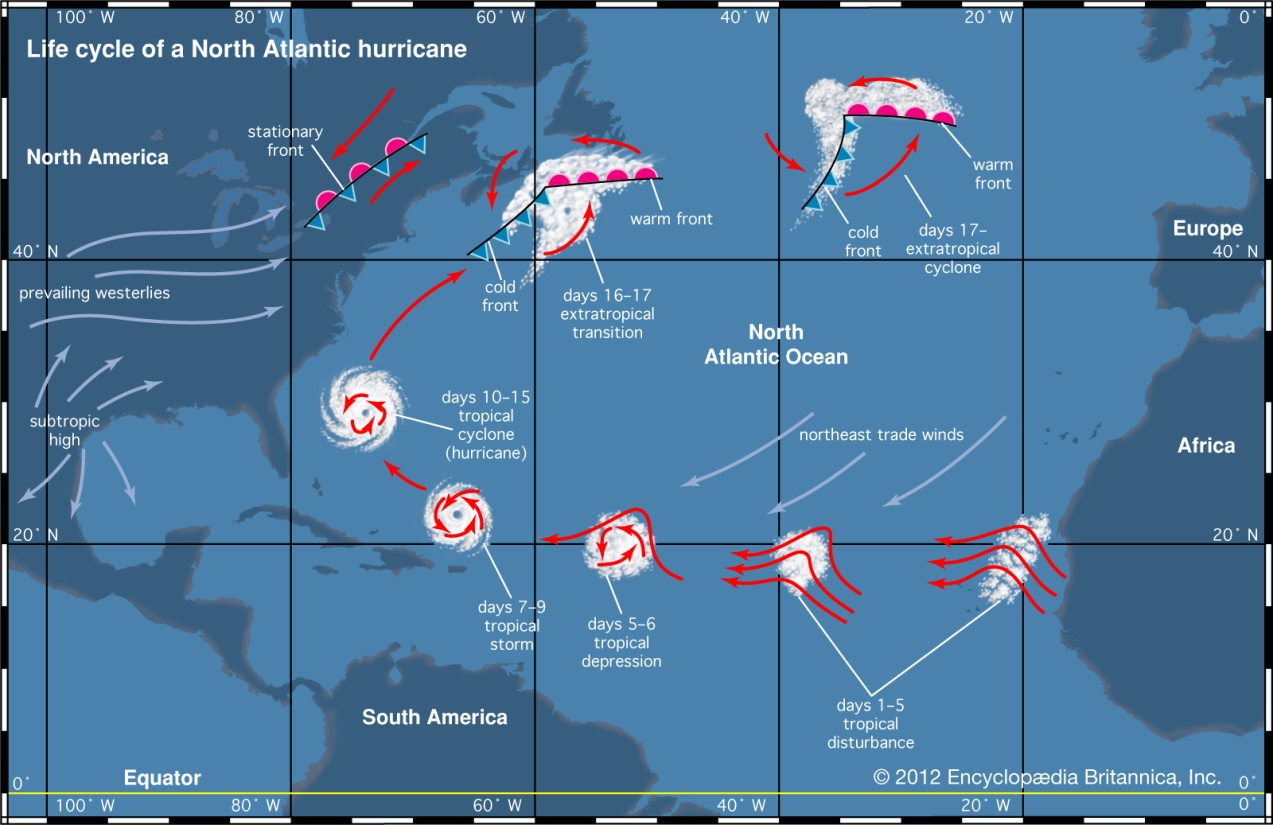 100° W
80° W
60° W
40° W
20° W
0°
Life cycle of a North Atlantic hurricane
stationary
front
North America
warm
front
warm front
Europe
cold
front
days 17–
extratropical
cyclone
40° N
40° N
prevailing westerlies
cold
front
days 16–17
extratropical
transition
North
Atlantic Ocean
days 10–15
tropical
cyclone
(hurricane)
subtropic
high
northeast trade winds
Africa
20° N
20° N
days 7–9
tropical
storm
days 5–6
tropical
depression
days 1–5
tropical
disturbance
South America
Equator
© 2012 Encyclopædia Britannica, Inc.
0°
0°
100° W
80° W
60° W
40° W
20° W
0°